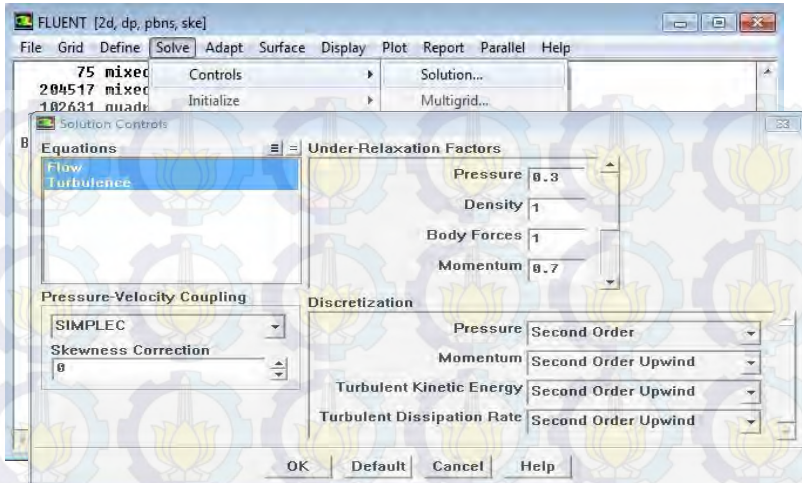 FLUENT [2d, dp, pbns, ske]
File Grid Define Solve Adapt Surface Display Plot Report Parallel Help
75 mixed
204517 mixed
102631 quadr
Controls
Initialize
Solution...
Multigrid...
B
Solution Controls
Equations
Flow
Turbulence
Under-Relaxation Factors
Pressure 0.3
Density 1
Body Forces 1
Momentum 0.7
Pressure-Velocity Coupling
SIMPLEC
Skewness Correction
0
Discretization
Pressure Second Order
Momentum Second Order Upwind
Turbulent Kinetic Energy Second Order Upwind
Turbulent Dissipation Rate Second Order Upwind
OK Default Cancel Help